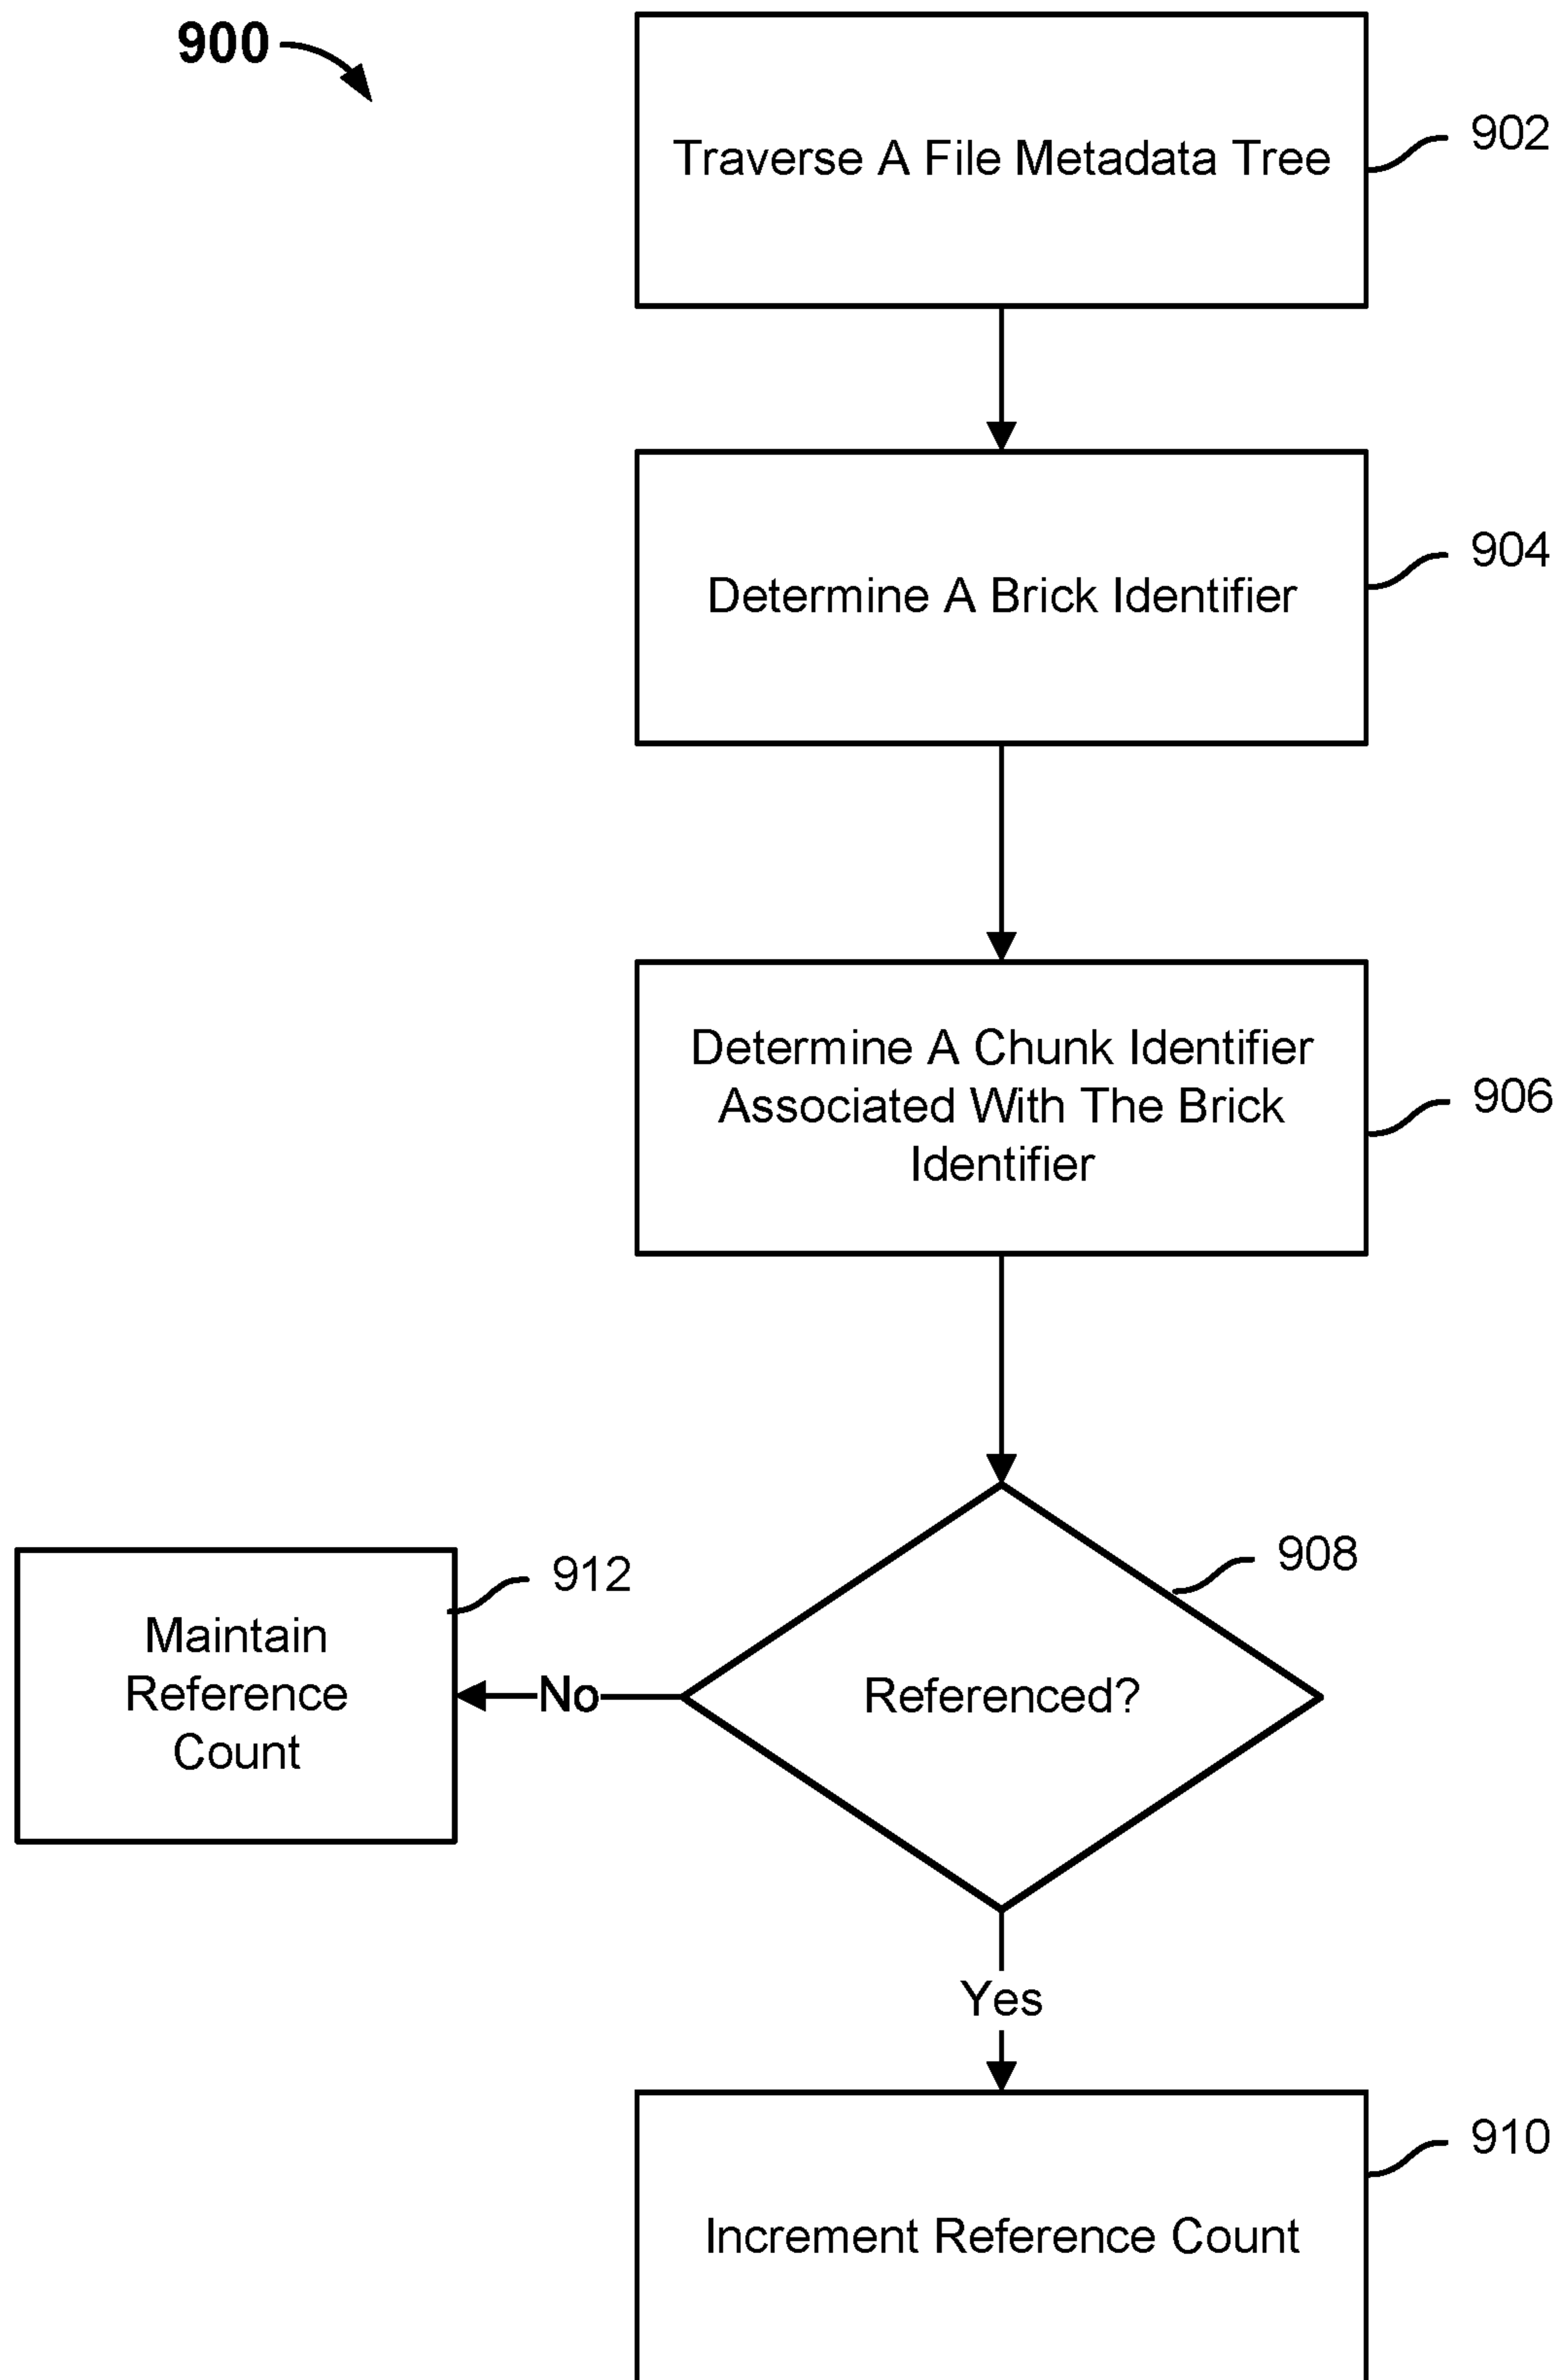 900
Traverse A File Metadata Tree
902
Determine A Brick Identifier
904
Determine A Chunk Identifier
Associated With The Brick
Identifier
906
908
Referenced?
912
Maintain
Reference
Count
No
Yes
910
Increment Reference Count